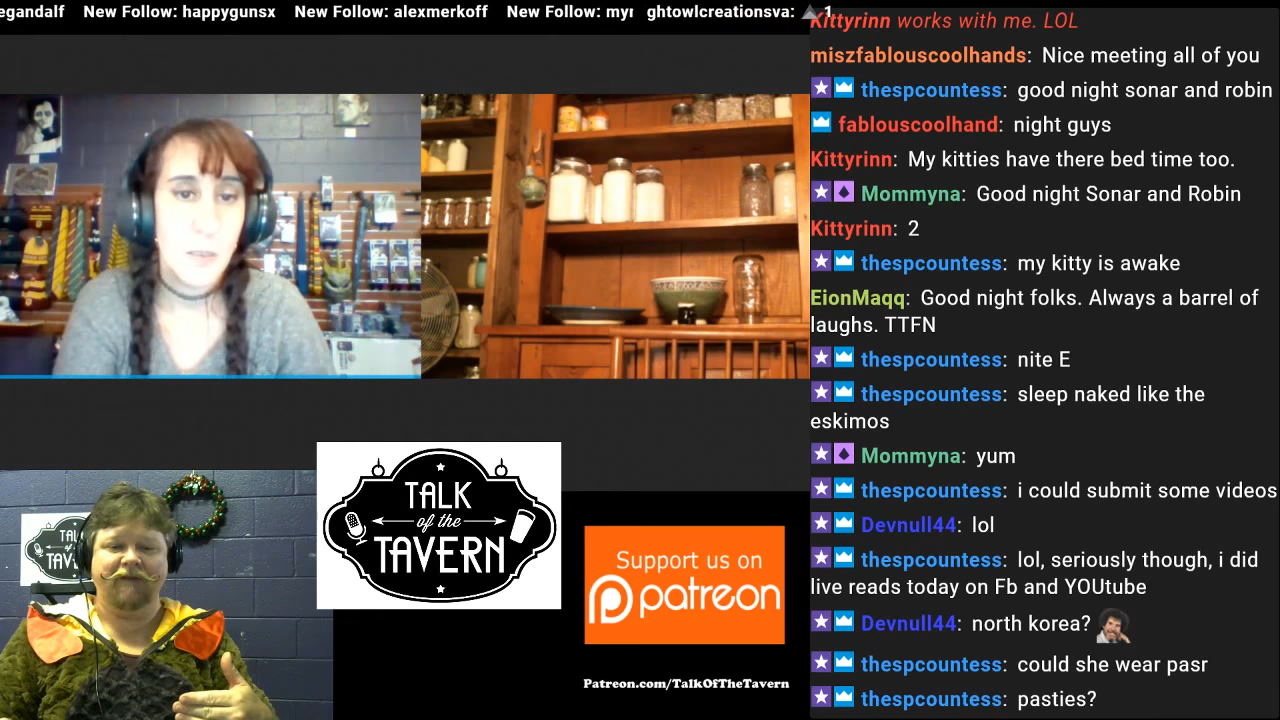 egandalf New Follow: happygunsx New Follow: alexmerkoff New Follow: myr ghtowlcreationsva: 1
Kittyrinn works with me. LOL
miszfablouscoolhands: Nice meeting all of you
thespcountess: good night sonar and robin
fablouscoolhand: night guys
Kittyrinn: My kitties have there bed time too.
Mommyna: Good night Sonar and Robin
Kittyrinn: 2
thespcountess: my kitty is awake
EionMaqq: Good night folks. Always a barrel of
laughs. TTFN
thespcountess: nite E
thespcountess: sleep naked like the
eskimos
Mommyna: yum
thespcountess: i could submit some videos
Devnull44: lol
thespcountess: lol, seriously though, i did
live reads today on Fb and YOUtube
Devnull44: north korea?
thespcountess: could she wear pasr
thespcountess: pasties?
TALK
of the
TAVERN
Support us on
patreon
Patreon.com/TalkOfTheTavern
TAL
of t
TAV